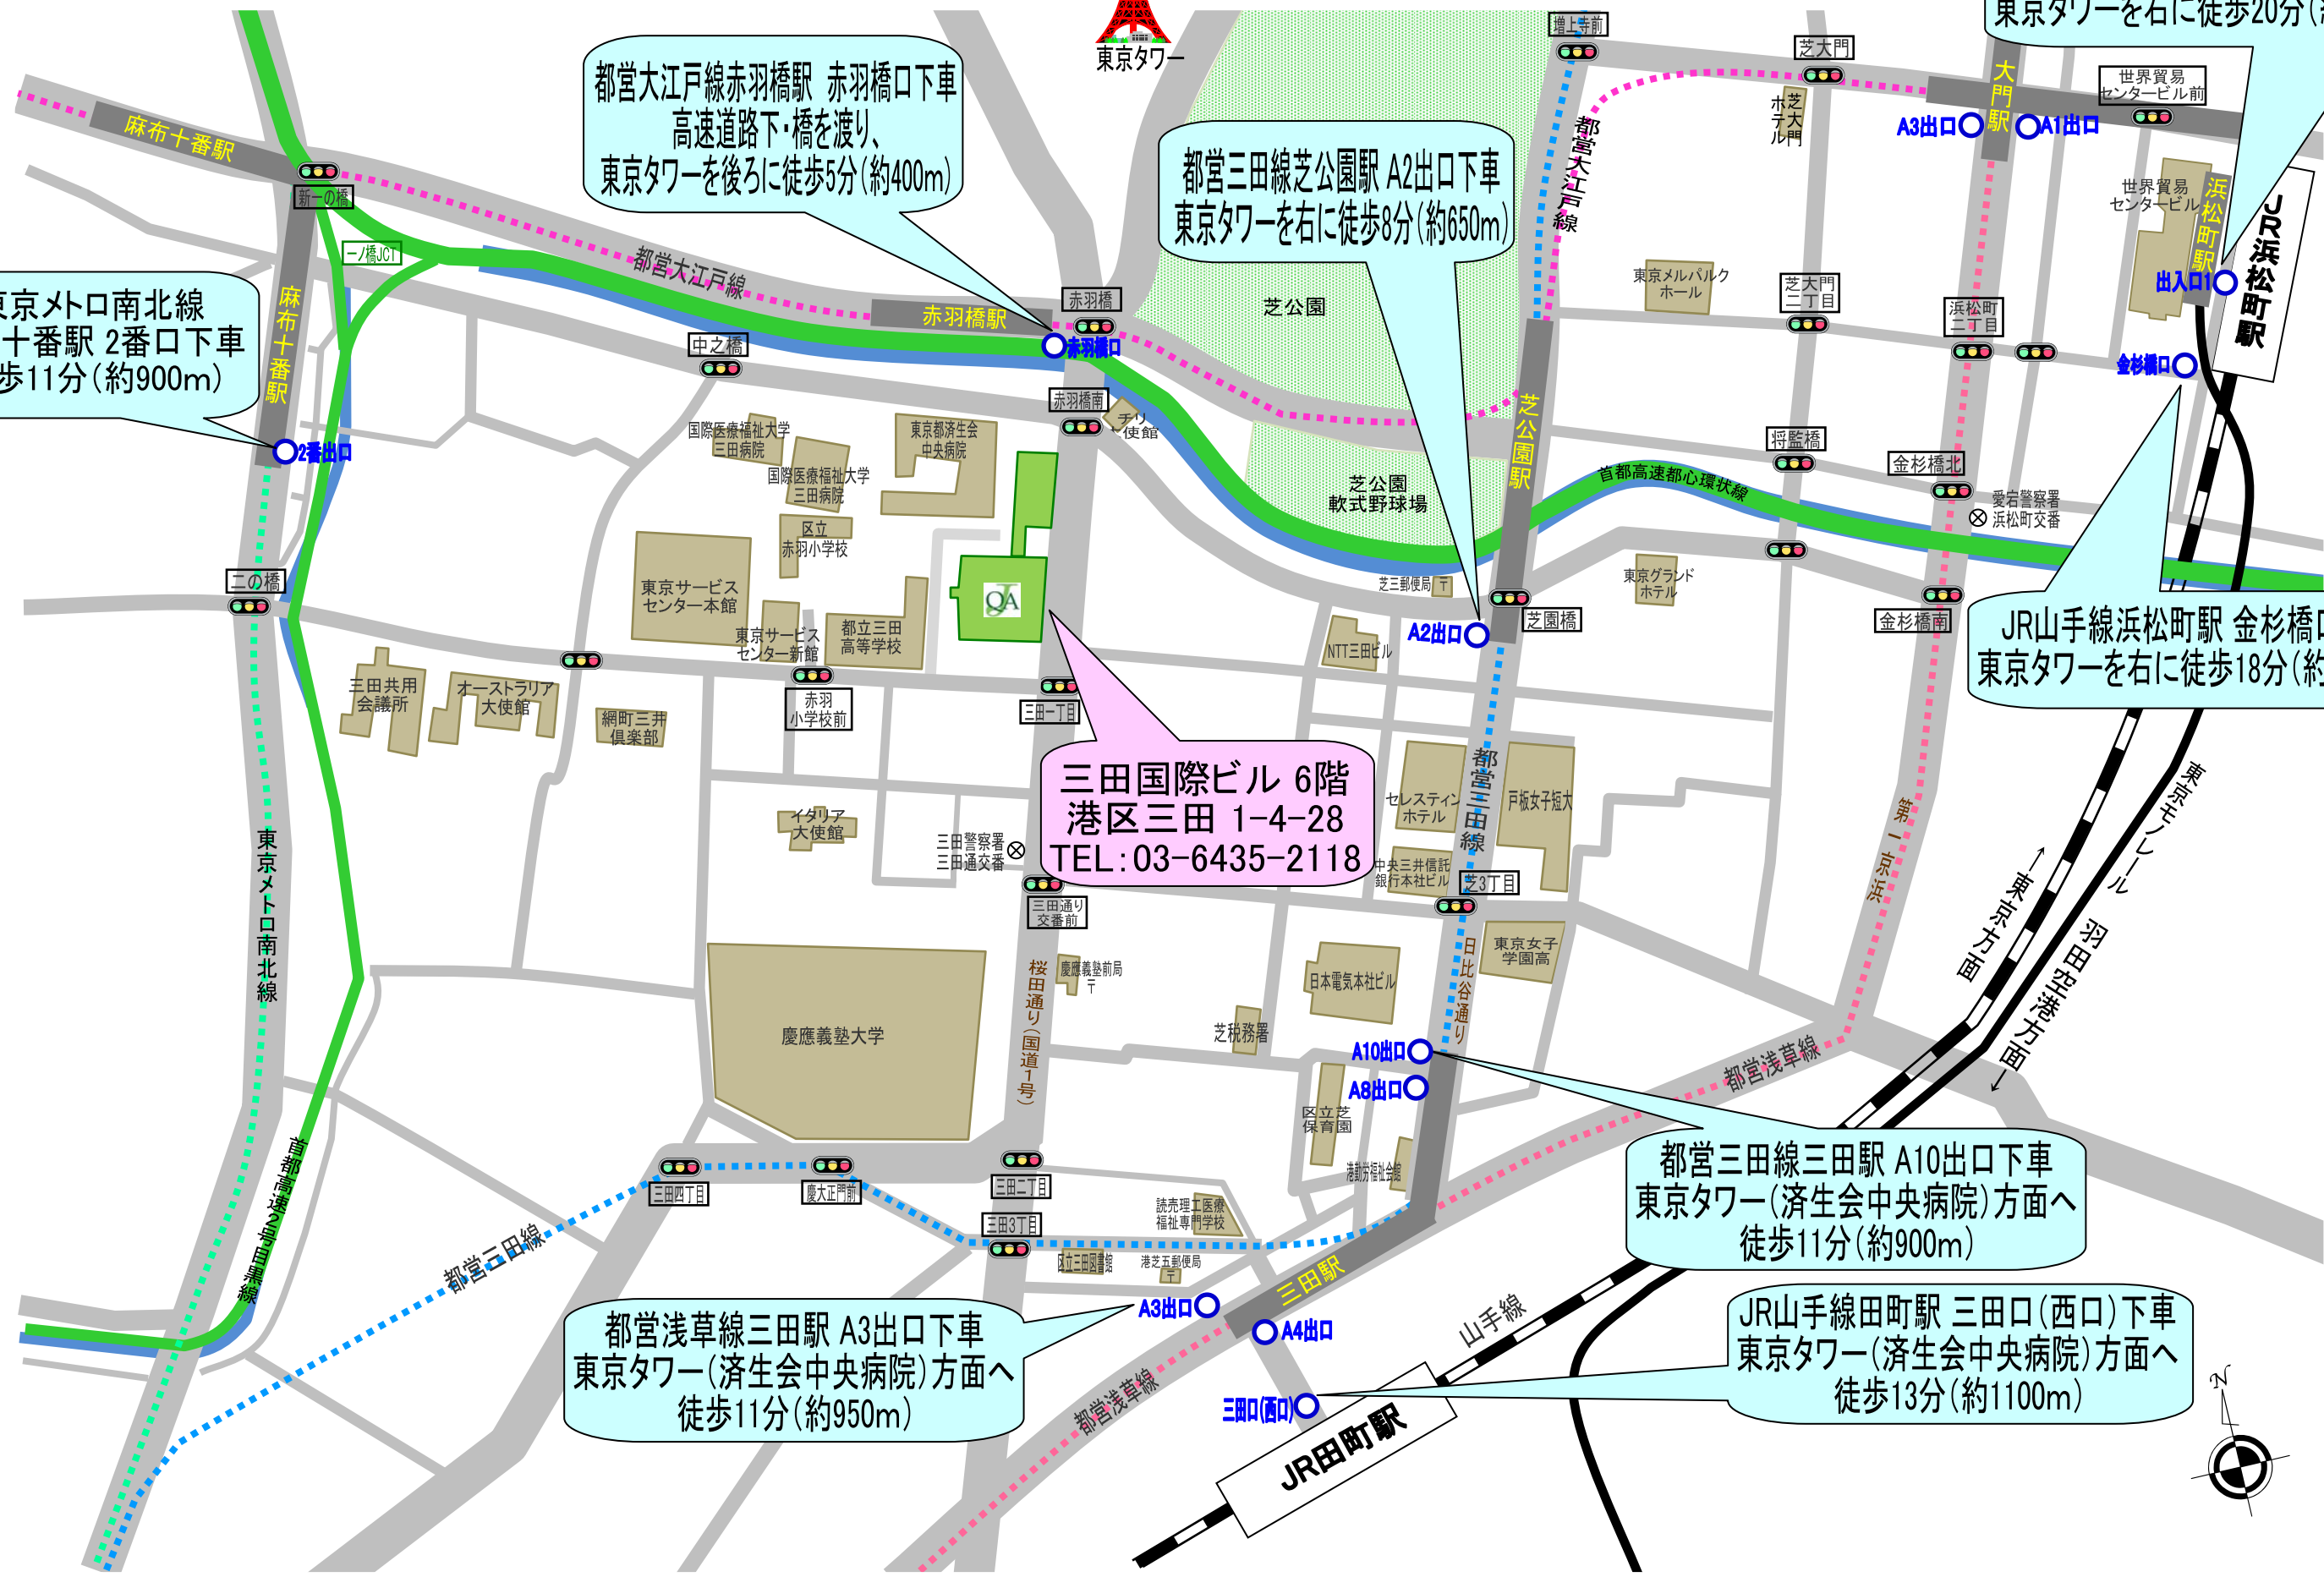 東京タワー
都営大江戸線赤羽橋駅 赤羽橋口下車
高速道路下・橋を渡り、
東京タワーを後ろに徒歩5分(約400m)
都営三田線芝公園駅 A2出口下車
東京タワーを右に徒歩8分(約650m)
東京タワーを右に徒歩20分(約
増上寺前
芝大門
大門駅
世界貿易
センタービル前
A3出口
A1出口
芝大門
ホテル
麻布十番駅
新一の橋
一ノ橋JCT
都営大江戸線
都営大江戸線
世界貿易
センタービル
浜松町駅
JR浜松町駅
出入口1
金杉橋口
東京メルパルク
ホール
芝大門
二丁目
浜松町
二丁目
京メトロ南北線
十番駅 2番口下車
歩11分(約900m)
麻布十番駅
2番出口
中之橋
赤羽橋駅
赤羽橋
赤羽橋口
赤羽橋南
チリ
使館
芝公園
芝公園
軟式野球場
芝公園駅
将監橋
金杉橋北
首都高速都心環状線
愛宕警察署
浜松町交番
国際医療福祉大学
三田病院
国際医療福祉大学
三田病院
東京都済生会
中央病院
区立
赤羽小学校
東京サービス
センター本館
東京サービス
センター新館
都立三田
高等学校
JQA
二の橋
芝三郵便局
〒
A2出口
芝園橋
NTT三田ビル
東京グランド
ホテル
金杉橋南
JR山手線浜松町駅 金杉橋口
東京タワーを右に徒歩18分(約
三田共用
会議所
オーストラリア
大使館
綱町三井
倶楽部
赤羽
小学校前
三田一丁目
三田国際ビル 6階
港区三田 1-4-28
TEL:03-6435-2118
イタリア
大使館
三田警察署
三田通交番
三田通り
交番前
セレスティン
ホテル
都営三田線
戸板女子短大
中央三井信託
銀行本社ビル
芝3丁目
第一京浜
東京モノレール
←東京方面
羽田空港方面→
東京メトロ南北線
慶應義塾大学
桜田通り(国道1号)
慶應義塾前局
〒
日本電気本社ビル
日比谷通り
東京女子
学園高
芝税務署
A10出口
A8出口
区立芝
保育園
港勤労福祉会館
都営浅草線
首都高速2号目黒線
三田四丁目
慶大正門前
三田二丁目
三田3丁目
読売理工医療
福祉専門学校
区立三田図書館
港芝五郵便局
〒
都営三田線
三田駅
A3出口
A4出口
都営三田線三田駅 A10出口下車
東京タワー(済生会中央病院)方面へ
徒歩11分(約900m)
都営浅草線三田駅 A3出口下車
東京タワー(済生会中央病院)方面へ
徒歩11分(約950m)
JR山手線田町駅 三田口(西口)下車
東京タワー(済生会中央病院)方面へ
徒歩13分(約1100m)
山手線
三田口(西口)
都営浅草線
JR田町駅
N